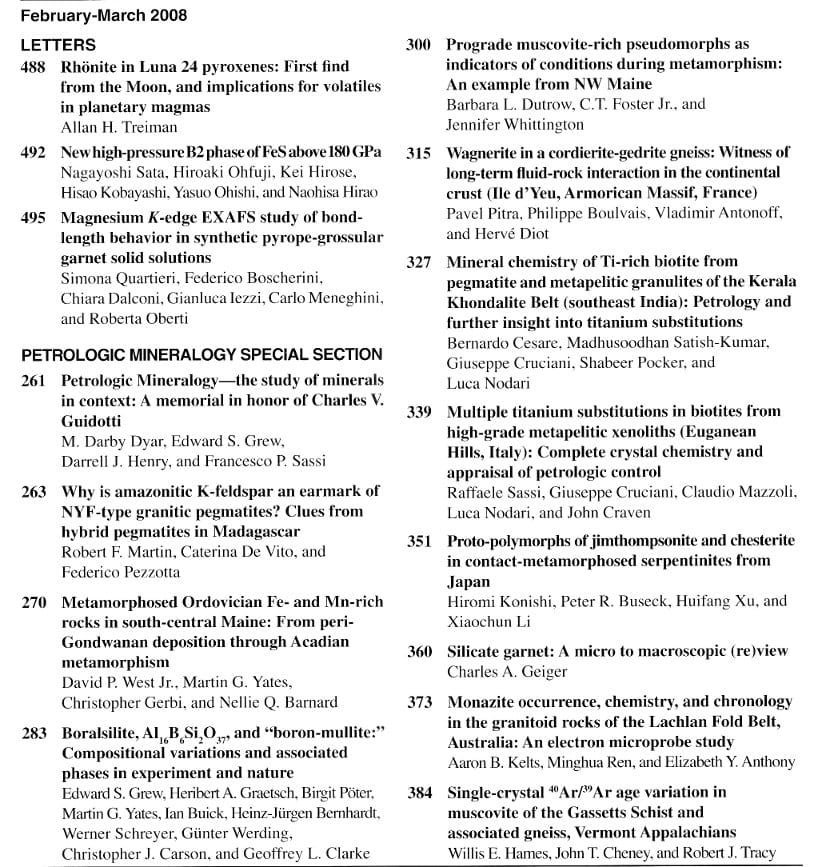 February-March 2008
LETTERS
488 Rhönite in Luna 24 pyroxenes: First find
from the Moon, and implications for volatiles
in planetary magmas
Allan H. Treiman
492 New high-pressure B2 phase of FeS above 180 GPa
Nagayoshi Sata, Hiroaki Ohfuji, Kei Hirose,
Hisao Kobayashi, Yasuo Ohishi, and Naohisa Hirao
495 Magnesium K-edge EXAFS study of bond-
length behavior in synthetic pyrope-grossular
garnet solid solutions
Simona Quartieri, Federico Boscherini,
Chiara Dalconi, Gianluca Iezzi, Carlo Meneghini,
and Roberta Oberti
PETROLOGIC MINERALOGY SPECIAL SECTION
261 Petrologic Mineralogy—the study of minerals
in context: A memorial in honor of Charles V.
Guidotti
M. Darby Dyar, Edward S. Grew,
Darrell J. Henry, and Francesco P. Sassi
263 Why is amazonitic K-feldspar an earmark of
NYF-type granitic pegmatites? Clues from
hybrid pegmatites in Madagascar
Robert F. Martin, Caterina De Vito, and
Federico Pezzotta
270 Metamorphosed Ordovician Fe- and Mn-rich
rocks in south-central Maine: From peri-
Gondwanan deposition through Acadian
metamorphism
David P. West Jr., Martin G. Yates,
Christopher Gerbi, and Nellie Q. Barnard
283 Boralsilite, Al₁₆B₆Si₂O₃₇, and “boron-mullite:”
Compositional variations and associated
phases in experiment and nature
Edward S. Grew, Heribert A. Graetsch, Birgit Pöter,
Martin G. Yates, Ian Buick, Heinz-Jürgen Bernhardt,
Werner Schreyer, Günter Werding,
Christopher J. Carson, and Geoffrey L. Clarke
300 Prograde muscovite-rich pseudomorphs as
indicators of conditions during metamorphism:
An example from NW Maine
Barbara L. Dutrow, C.T. Foster Jr., and
Jennifer Whittington
315 Wagnerite in a cordierite-gedrite gneiss: Witness of
long-term fluid-rock interaction in the continental
crust (Ile d’Yeu, Armorican Massif, France)
Pavel Pitra, Philippe Boulvais, Vladimir Antonoff,
and Hervé Diot
327 Mineral chemistry of Ti-rich biotite from
pegmatite and metapelitic granulites of the Kerala
Khondalite Belt (southeast India): Petrology and
further insight into titanium substitutions
Bernardo Cesare, Madhusoodhan Satish-Kumar,
Giuseppe Cruciani, Shabeer Pocker, and
Luca Nodari
339 Multiple titanium substitutions in biotites from
high-grade metapelitic xenoliths (Euganean
Hills, Italy): Complete crystal chemistry and
appraisal of petrologic control
Raffaele Sassi, Giuseppe Cruciani, Claudio Mazzoli,
Luca Nodari, and John Craven
351 Proto-polymorphs of jimthompsonite and chesterite
in contact-metamorphosed serpentinites from
Japan
Hiromi Konishi, Peter R. Buseck, Huifang Xu, and
Xiaochun Li
360 Silicate garnet: A micro to macroscopic (re)view
Charles A. Geiger
373 Monazite occurrence, chemistry, and chronology
in the granitoid rocks of the Lachlan Fold Belt,
Australia: An electron microprobe study
Aaron B. Kelts, Minghua Ren, and Elizabeth Y. Anthony
384 Single-crystal ⁴⁰Ar/³⁹Ar age variation in
muscovite of the Gassetts Schist and
associated gneiss, Vermont Appalachians
Willis E. Hames, John T. Cheney, and Robert J. Tracy